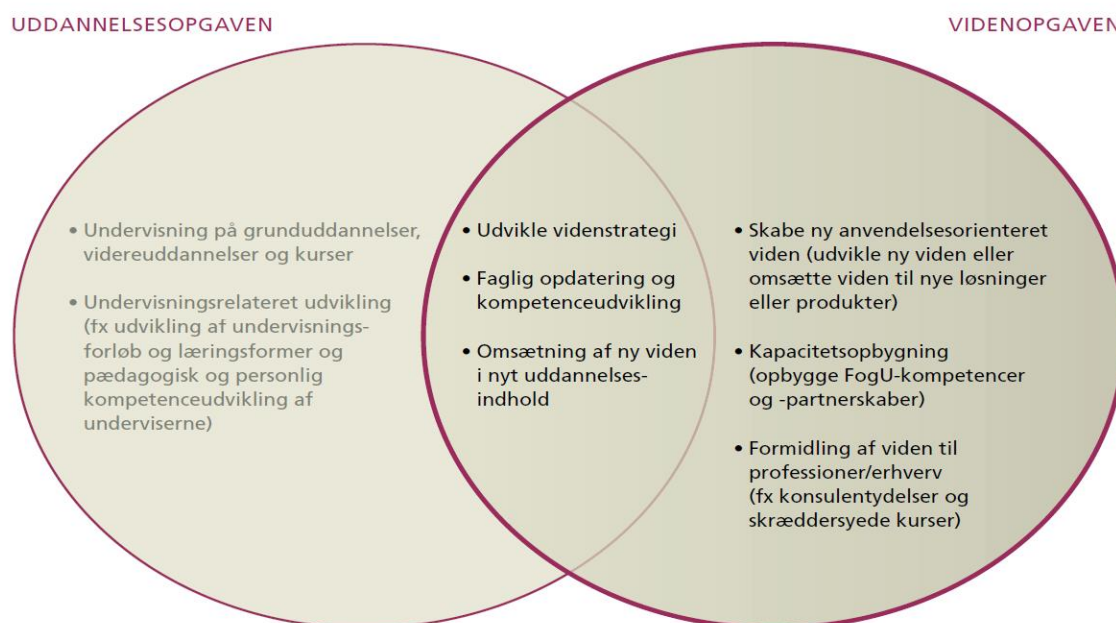 UDDANNELSESOPGAVEN
VIDENOPGAVEN
• Undervisning på grunduddannelser,
videreuddannelser og kurser
• Undervisningsrelateret udvikling
(fx udvikling af undervisnings-
forløb og læringsformer og
pædagogisk og personlig
kompetenceudvikling af
underviserne)
• Udvikle videnstrategi
• Faglig opdatering og
kompetenceudvikling
• Omsætning af ny viden
i nyt uddannelses-
indhold
• Skabe ny anvendelsesorienteret
viden (udvikle ny viden eller
omsætte viden til nye løsninger
eller produkter)
• Kapacitetsopbygning
(opbygge FogU-kompetencer
og -partnerskaber)
• Formidling af viden til
professioner/erhverv
(fx konsulentydelser og
skræddersyede kurser)